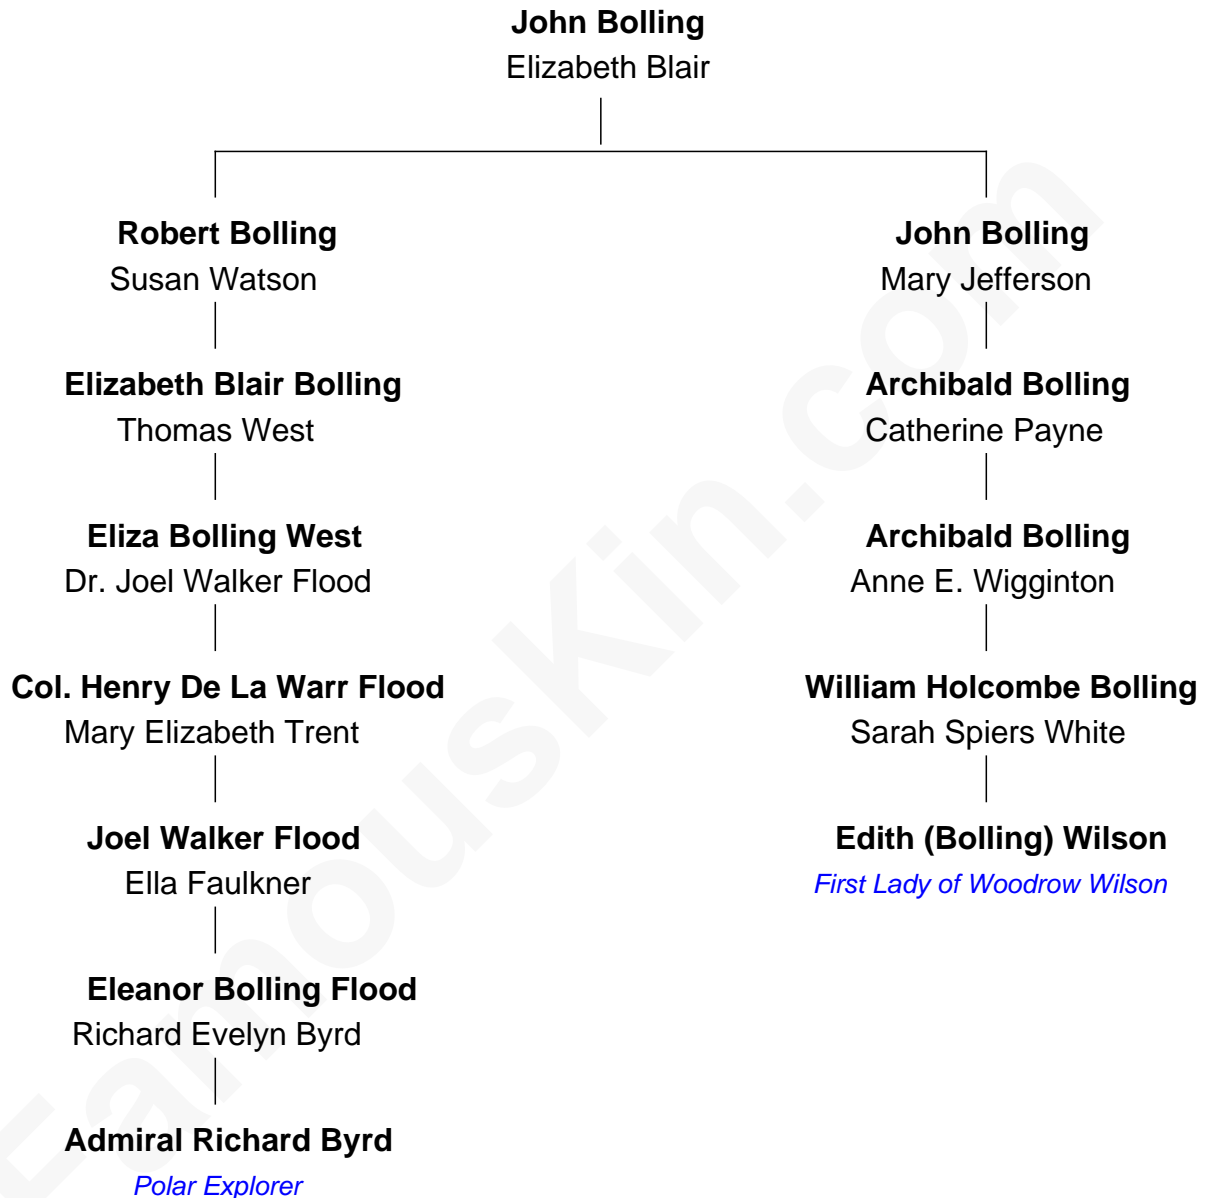 John Bolling
Elizabeth Blair
Robert Bolling
Susan Watson
Elizabeth Blair Bolling
Thomas West
Eliza Bolling West
Dr. Joel Walker Flood
Col. Henry De La Warr Flood
Mary Elizabeth Trent
Joel Walker Flood
Ella Faulkner
Eleanor Bolling Flood
Richard Evelyn Byrd
Admiral Richard Byrd
Polar Explorer
John Bolling
Mary Jefferson
Archibald Bolling
Catherine Payne
Archibald Bolling
Anne E. Wigginton
William Holcombe Bolling
Sarah Spiers White
Edith (Bolling) Wilson
First Lady of Woodrow Wilson
FamousKin.com